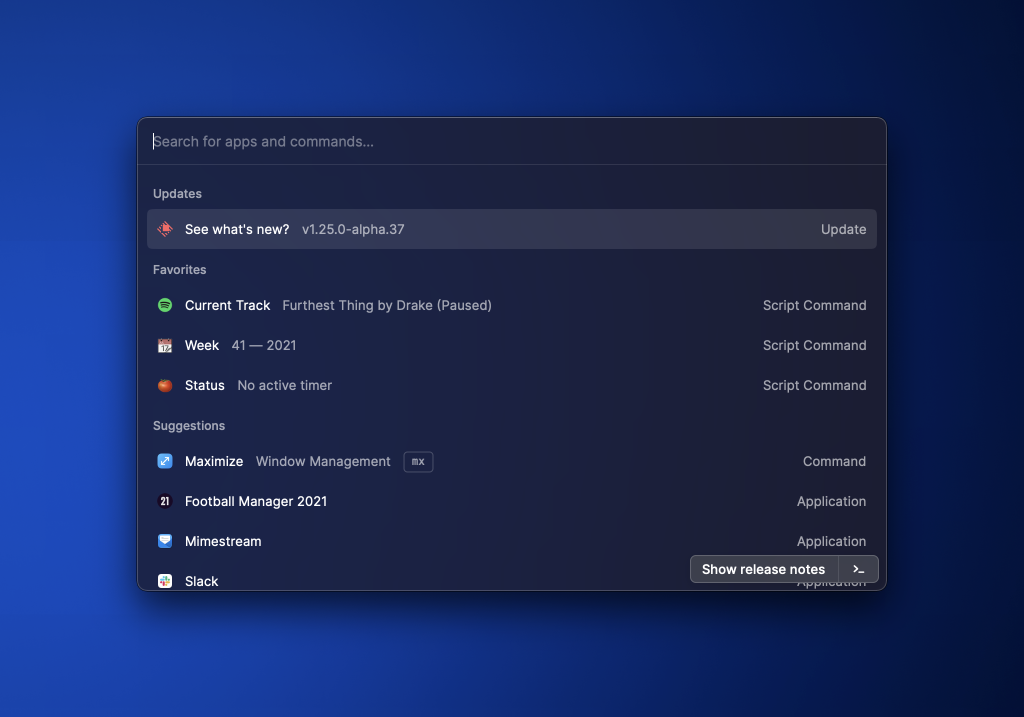 Search for apps and commands...
Updates
See what's new? v1.25.0-alpha.37 Update
Favorites
Current Track Furthest Thing by Drake (Paused) Script Command
12
Week 41 — 2021 Script Command
Status No active timer Script Command
Suggestions
Maximize Window Management mx Command
21 Football Manager 2021 Application
Mimestream Application
Slack Application
Show release notes >_